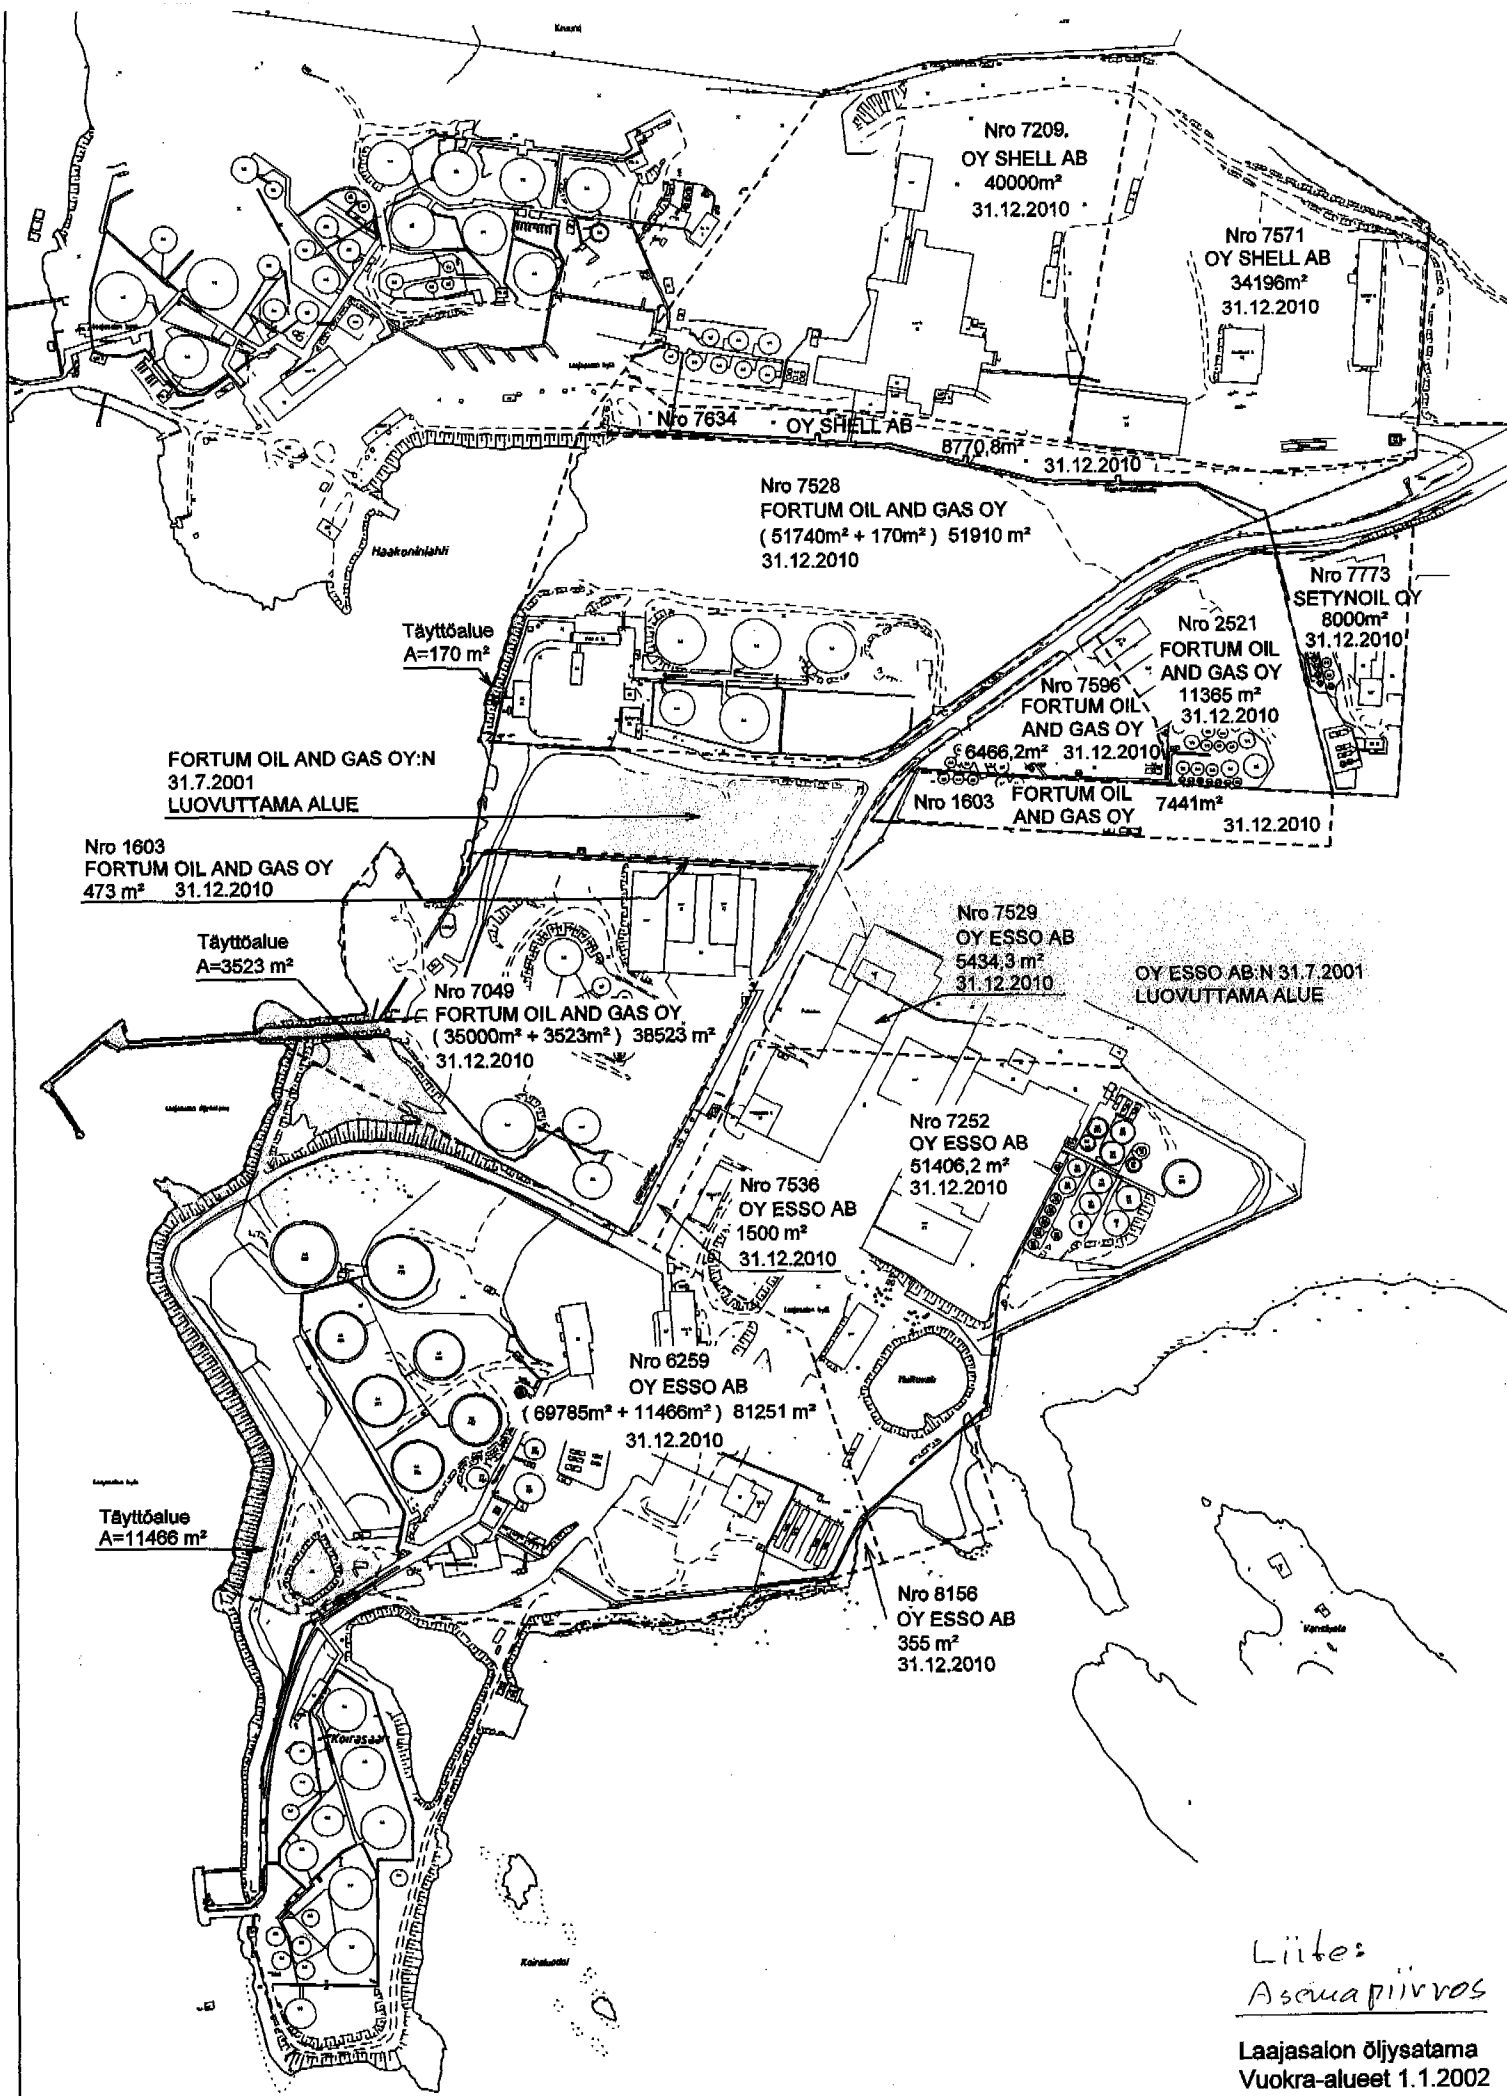 Nro 7209.
OY SHELL AB
40000m²
31.12.2010
Nro 7571
OY SHELL AB
34196m²
31.12.2010
Nro 7634 OY SHELL AB 8770,8m² 31.12.2010
Nro 7528
FORTUM OIL AND GAS OY
( 51740m² + 170m² ) 51910 m²
31.12.2010
Haakoninlahti
Nro 7773
SETYNOIL OY
8000m²
31.12.2010
Täyttöalue
A=170 m²
Nro 2521
FORTUM OIL
AND GAS OY
11365 m²
31.12.2010
Nro 7596
FORTUM OIL
AND GAS OY
6466,2m² 31.12.2010
Nro 1603 FORTUM OIL
AND GAS OY 7441m²
31.12.2010
FORTUM OIL AND GAS OY:N
31.7.2001
LUOVUTTAMA ALUE
Nro 1603
FORTUM OIL AND GAS OY
473 m² 31.12.2010
Täyttöalue
A=3523 m²
Nro 7529
OY ESSO AB
5434,3 m²
31.12.2010
OY ESSO AB:N 31.7.2001
LUOVUTTAMA ALUE
Nro 7049
FORTUM OIL AND GAS OY
( 35000m² + 3523m² ) 38523 m²
31.12.2010
Nro 7252
OY ESSO AB
51406,2 m²
31.12.2010
Nro 7536
OY ESSO AB
1500 m²
31.12.2010
Nro 6259
OY ESSO AB
( 69785m² + 11466m² ) 81251 m²
31.12.2010
Täyttöalue
A=11466 m²
Nro 8156
OY ESSO AB
355 m²
31.12.2010
Koirasaari
Koiraluodot
Liite:
Asemapiirros
Laajasalon öljysatama
Vuokra-alueet 1.1.2002